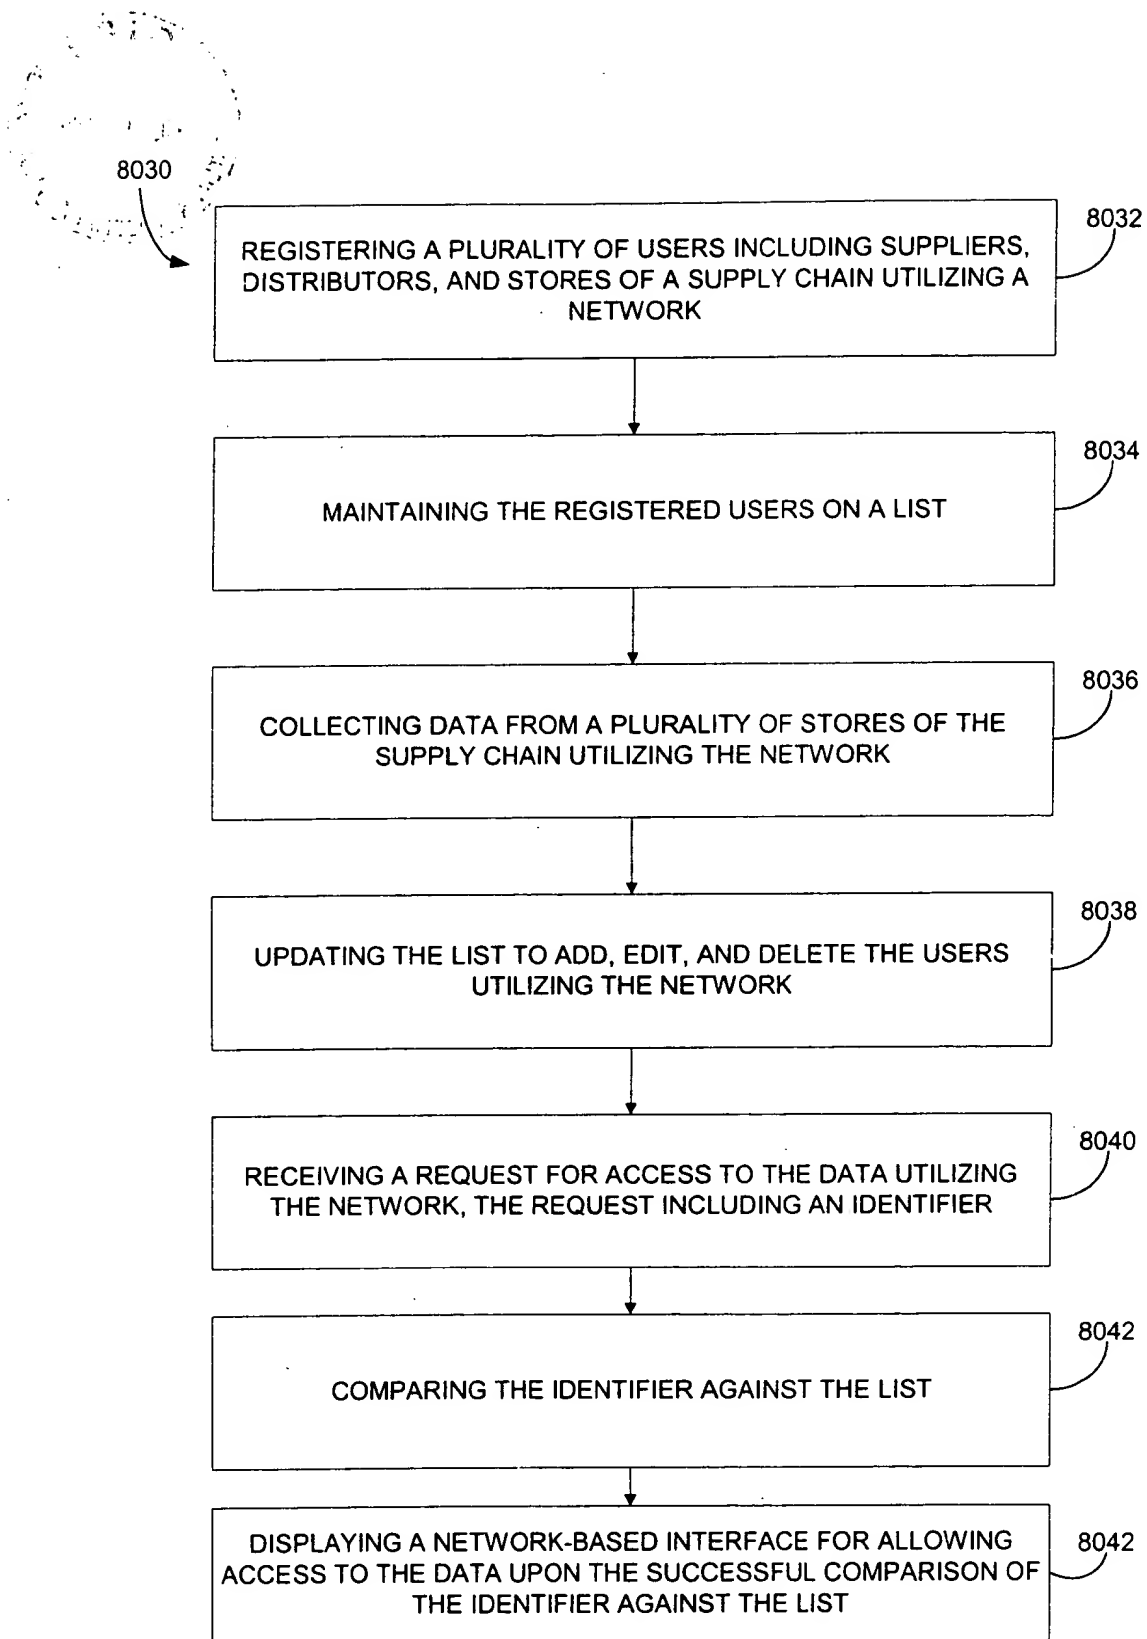 8030
8032
REGISTERING A PLURALITY OF USERS INCLUDING SUPPLIERS,
DISTRIBUTORS, AND STORES OF A SUPPLY CHAIN UTILIZING A
NETWORK
8034
MAINTAINING THE REGISTERED USERS ON A LIST
8036
COLLECTING DATA FROM A PLURALITY OF STORES OF THE
SUPPLY CHAIN UTILIZING THE NETWORK
8038
UPDATING THE LIST TO ADD, EDIT, AND DELETE THE USERS
UTILIZING THE NETWORK
8040
RECEIVING A REQUEST FOR ACCESS TO THE DATA UTILIZING
THE NETWORK, THE REQUEST INCLUDING AN IDENTIFIER
8042
COMPARING THE IDENTIFIER AGAINST THE LIST
8042
DISPLAYING A NETWORK-BASED INTERFACE FOR ALLOWING
ACCESS TO THE DATA UPON THE SUCCESSFUL COMPARISON OF
THE IDENTIFIER AGAINST THE LIST